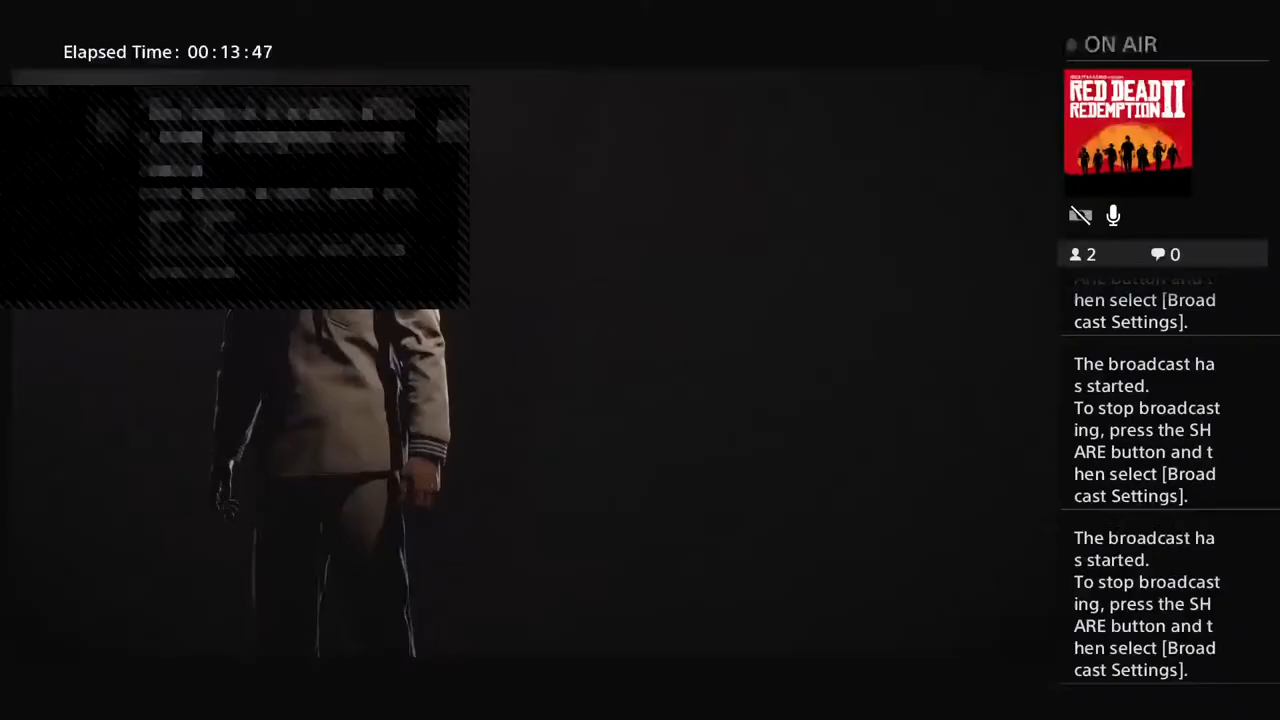 Elapsed Time: 00:13:47
ON AIR
RED DEAD
REDEMPTION II
2
0
hen select [Broad
cast Settings].
The broadcast ha
s started.
To stop broadcast
ing, press the SH
ARE button and t
hen select [Broad
cast Settings].
The broadcast ha
s started.
To stop broadcast
ing, press the SH
ARE button and t
hen select [Broad
cast Settings].